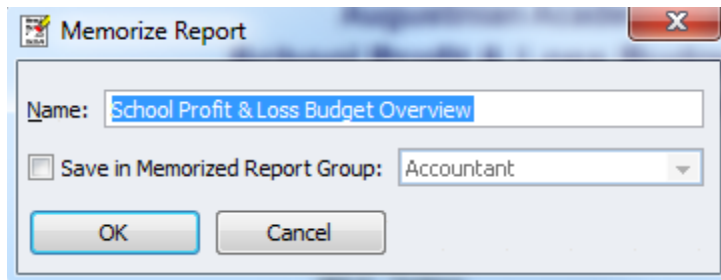 Memorize Report
Name: School Profit & Loss Budget Overview
Save in Memorized Report Group: Accountant
OK Cancel